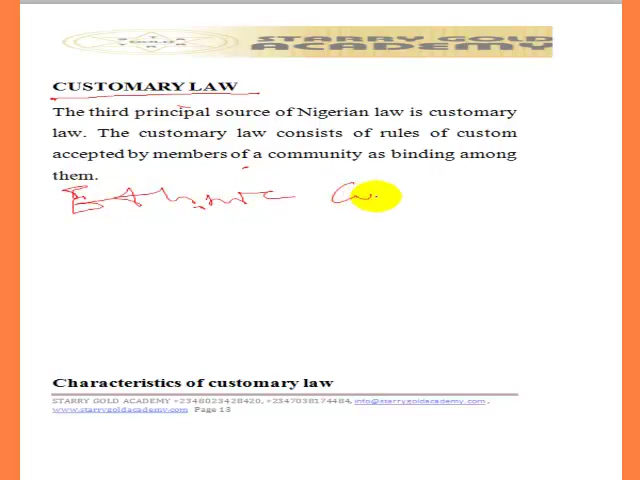 STARRY GOLD
ACADEMY
CUSTOMARY LAW
The third principal source of Nigerian law is customary
law. The customary law consists of rules of custom
accepted by members of a community as binding among
them.
Ethnic
Characteristics of customary law
STARRY GOLD ACADEMY +2348023428420, +2347038174484, info@starrygoldacademy.com ,
www.starrygoldacademy.com Page 13